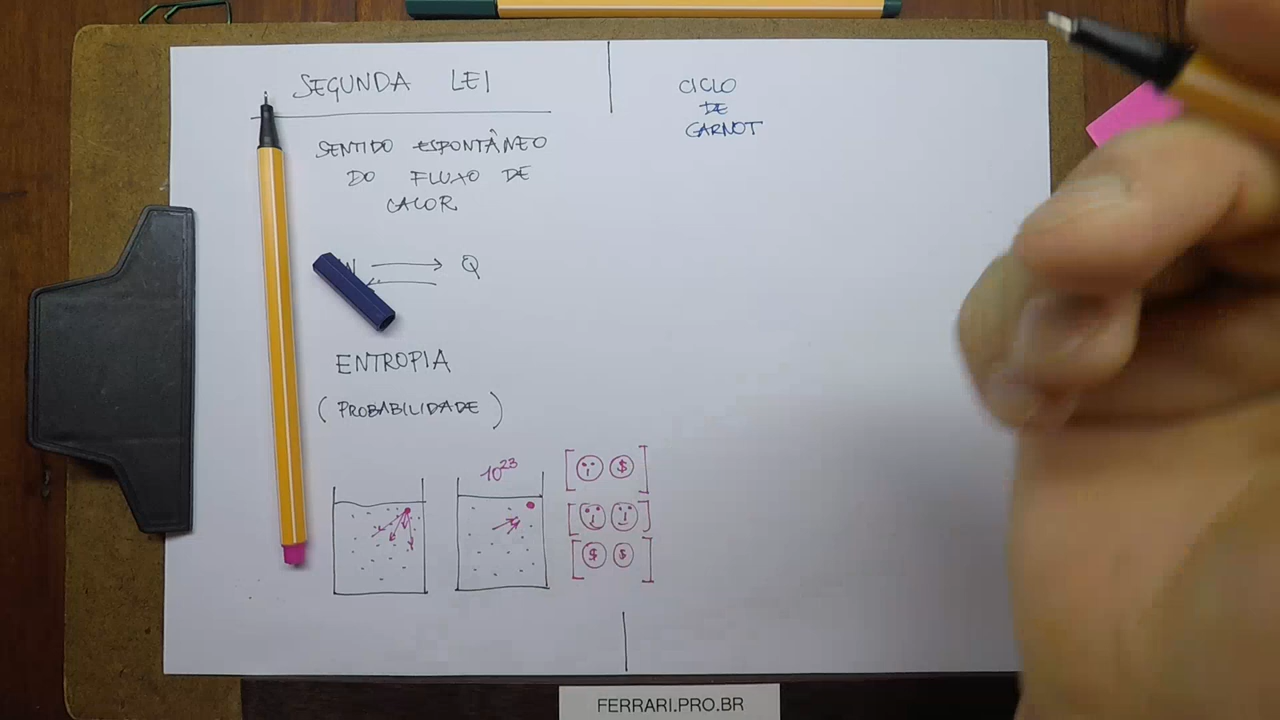 SEGUNDA LEI
SENTIDO ESPONTÂNEO
DO FLUXO DE
CALOR
Q
ENTROPIA
(PROBABILIDADE)
10²³
$
$ $
CICLO
DE
CARNOT
FERRARI.PRO.BR